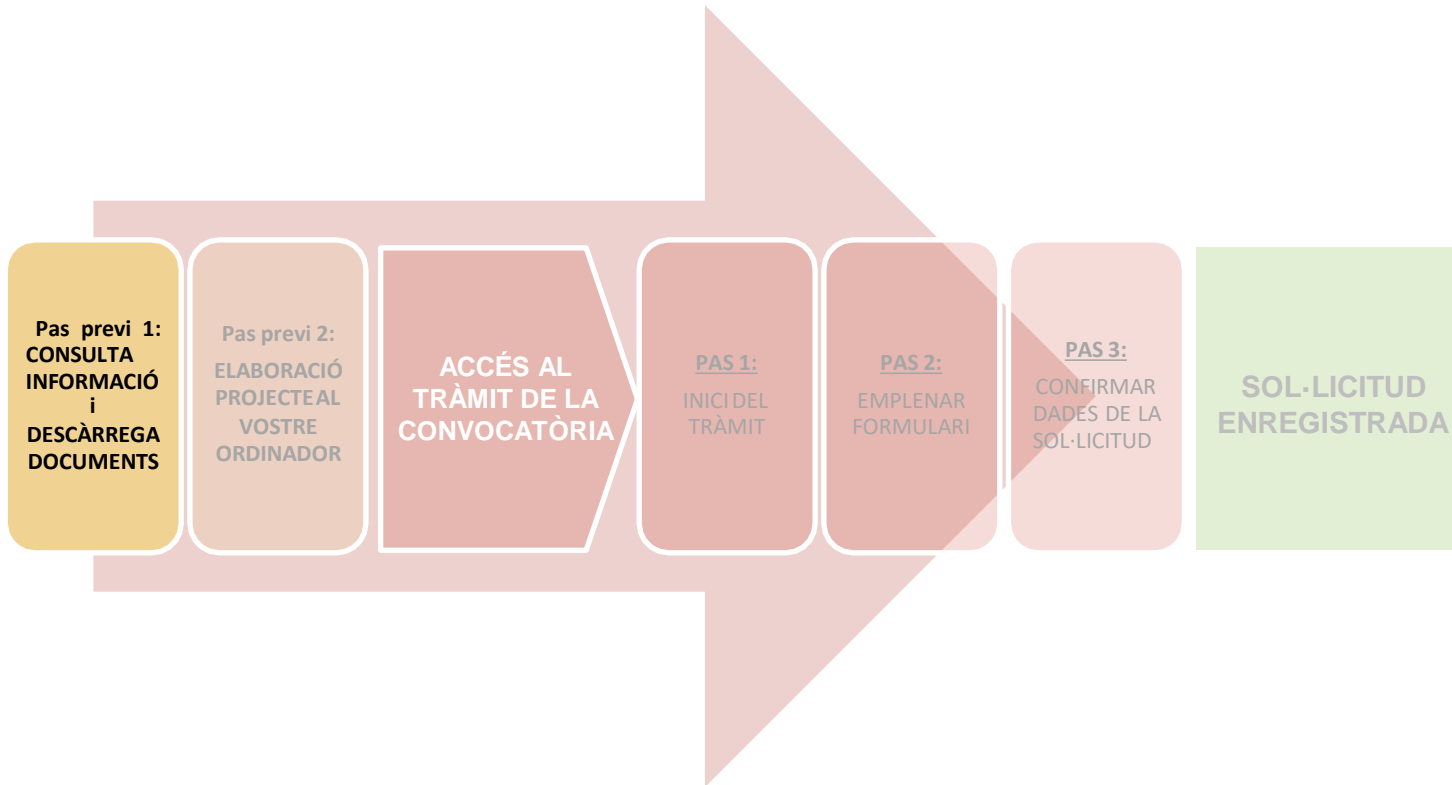 Pas previ 1:
CONSULTA
INFORMACIÓ
i
DESCÀRREGA
DOCUMENTS
Pas previ 2:
ELABORACIÓ
PROJECTE AL
VOSTRE
ORDINADOR
ACCÉS AL
TRÀMIT DE LA
CONVOCATÒRIA
PAS 1:
INICI DEL
TRÀMIT
PAS 2:
EMPLENAR
FORMULARI
PAS 3:
CONFIRMAR
DADES DE LA
SOL·LICITUD
SOL·LICITUD
ENREGISTRADA